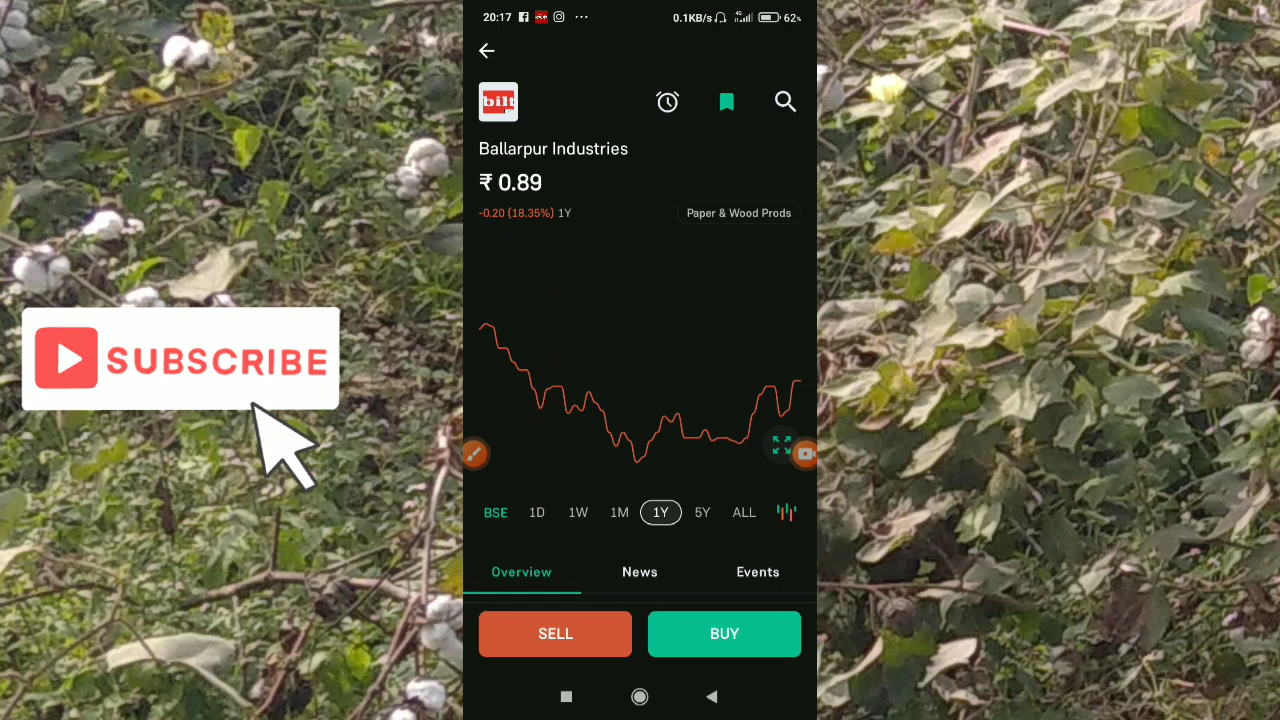 20:17
0.1KB/s 4G 62%
bilt
Ballarpur Industries
₹ 0.89
-0.20 (18.35%) 1Y
Paper & Wood Prods
SUBSCRIBE
BSE 1D 1W 1M 1Y 5Y ALL
Overview News Events
SELL BUY